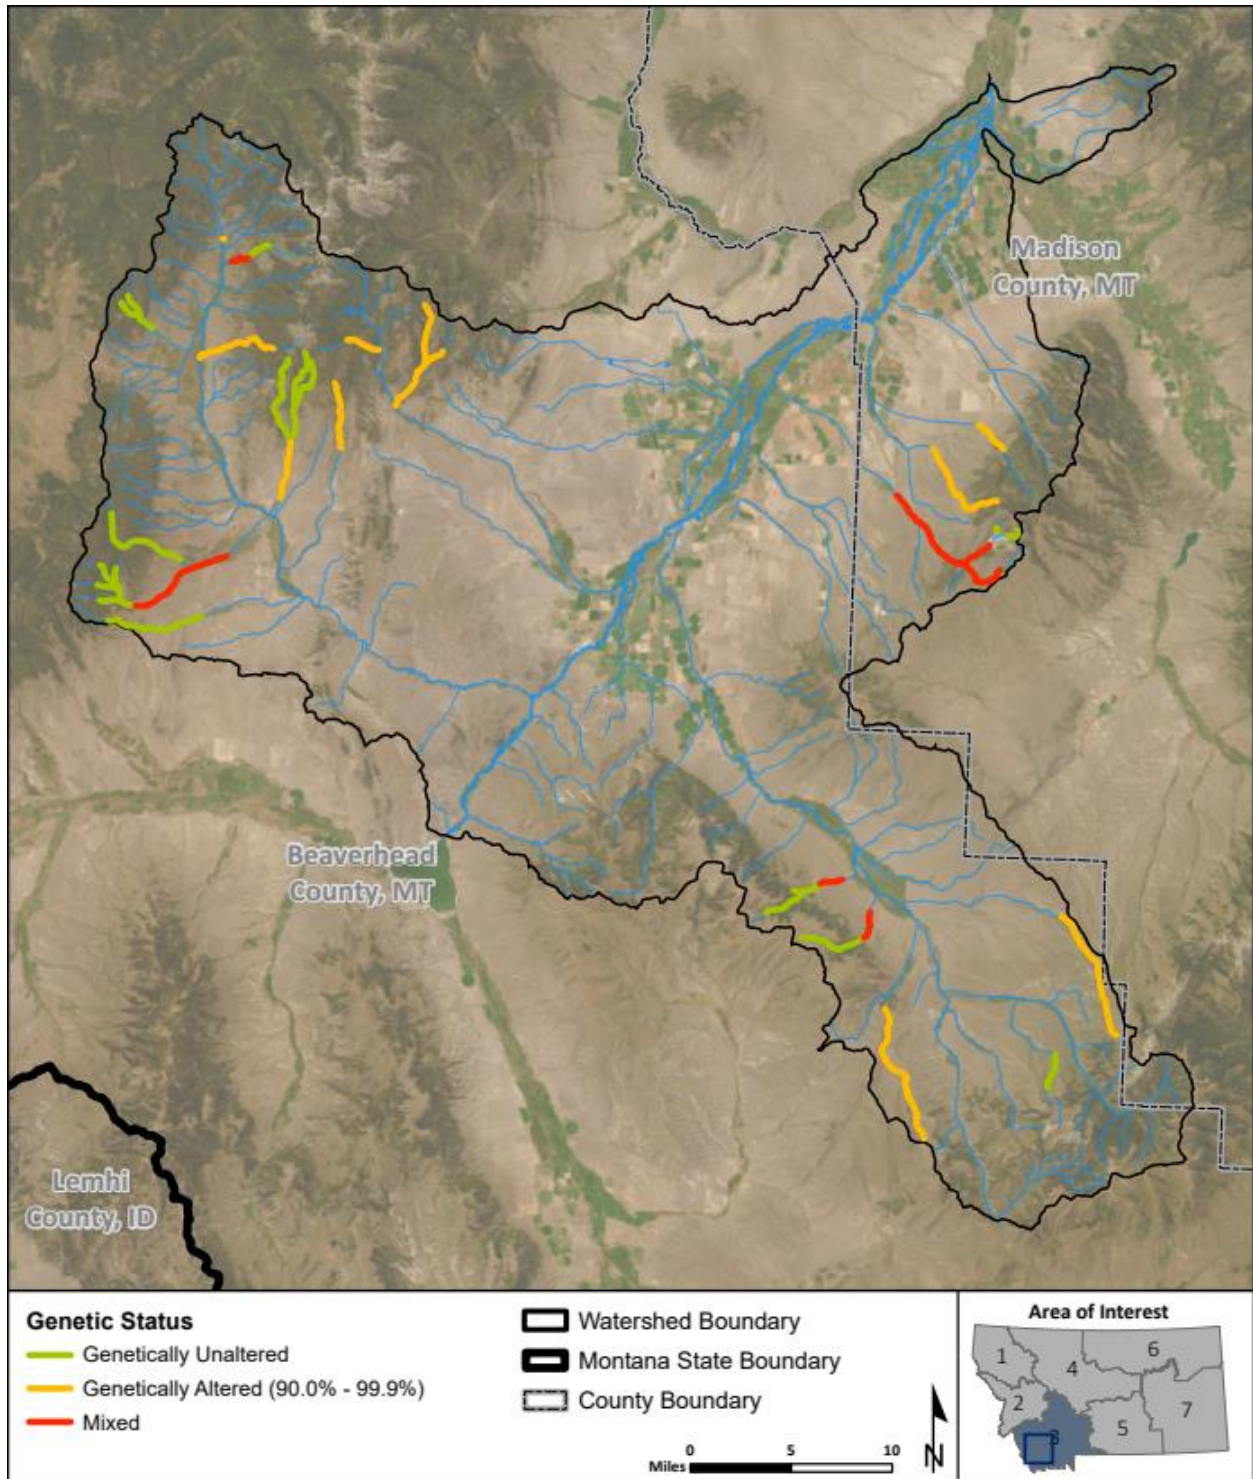 Madison
County, MT
Beaverhead
County, MT
Lemhi
County, ID
Genetic Status
Genetically Unaltered
Genetically Altered (90.0% - 99.9%)
Mixed
Watershed Boundary
Montana State Boundary
County Boundary
0 5 10
Miles
N
Area of Interest
1
2
3
4
5
6
7